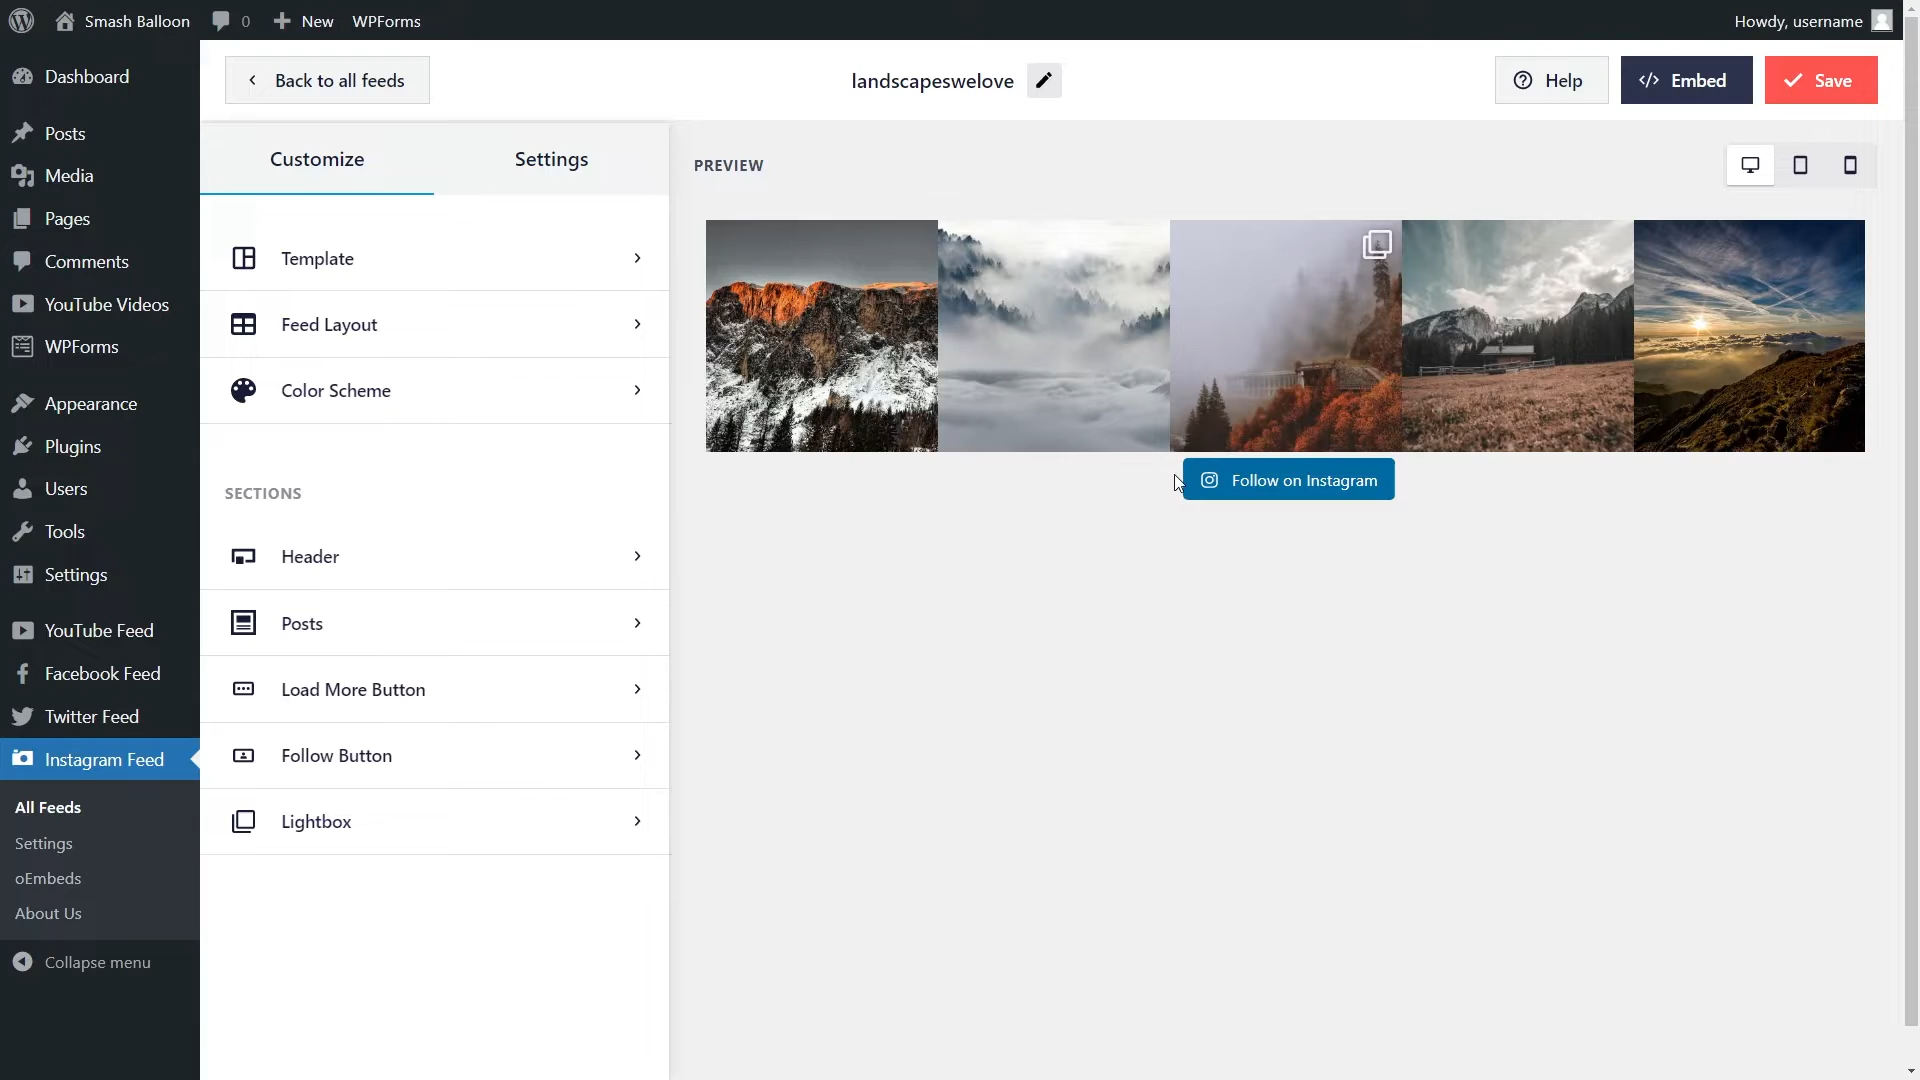 Smash Balloon
0
New
WPForms
Howdy, username
Dashboard
Posts
Media
Pages
Comments
YouTube Videos
WPForms
Appearance
Plugins
Users
Tools
Settings
YouTube Feed
Facebook Feed
Twitter Feed
Instagram Feed
All Feeds
Settings
oEmbeds
About Us
Collapse menu
Back to all feeds
landscapeswelove
Help
Embed
Save
Customize
Settings
Template
Feed Layout
Color Scheme
SECTIONS
Header
Posts
Load More Button
Follow Button
Lightbox
PREVIEW
Follow on Instagram